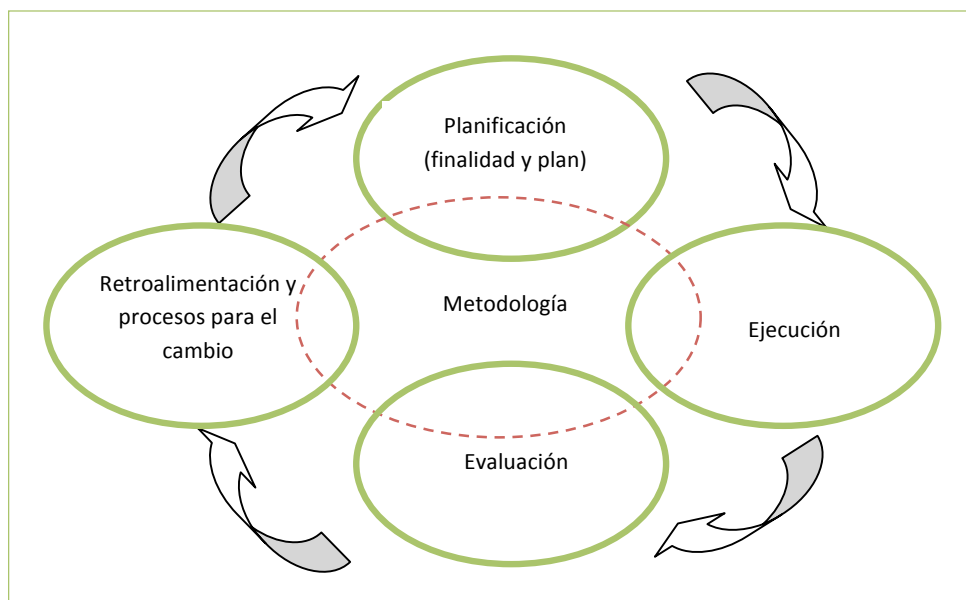 Planificación
(finalidad y plan)
Retroalimentación y
procesos para el
cambio
Metodología
Ejecución
Evaluación